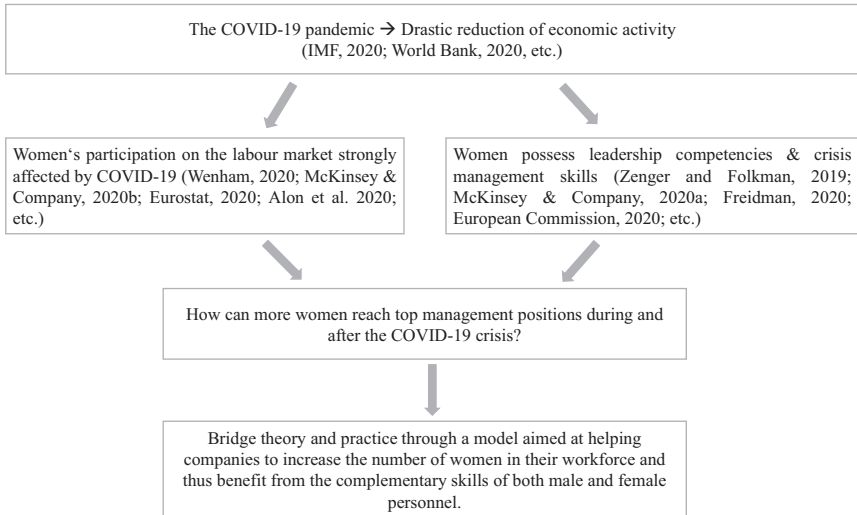 The COVID-19 pandemic → Drastic reduction of economic activity
(IMF, 2020; World Bank, 2020, etc.)
Women‘s participation on the labour market strongly
affected by COVID-19 (Wenham, 2020; McKinsey &
Company, 2020b; Eurostat, 2020; Alon et al. 2020;
etc.)
Women possess leadership competencies & crisis
management skills (Zenger and Folkman, 2019;
McKinsey & Company, 2020a; Freidman, 2020;
European Commission, 2020; etc.)
How can more women reach top management positions during and
after the COVID-19 crisis?
Bridge theory and practice through a model aimed at helping
companies to increase the number of women in their workforce and
thus benefit from the complementary skills of both male and female
personnel.